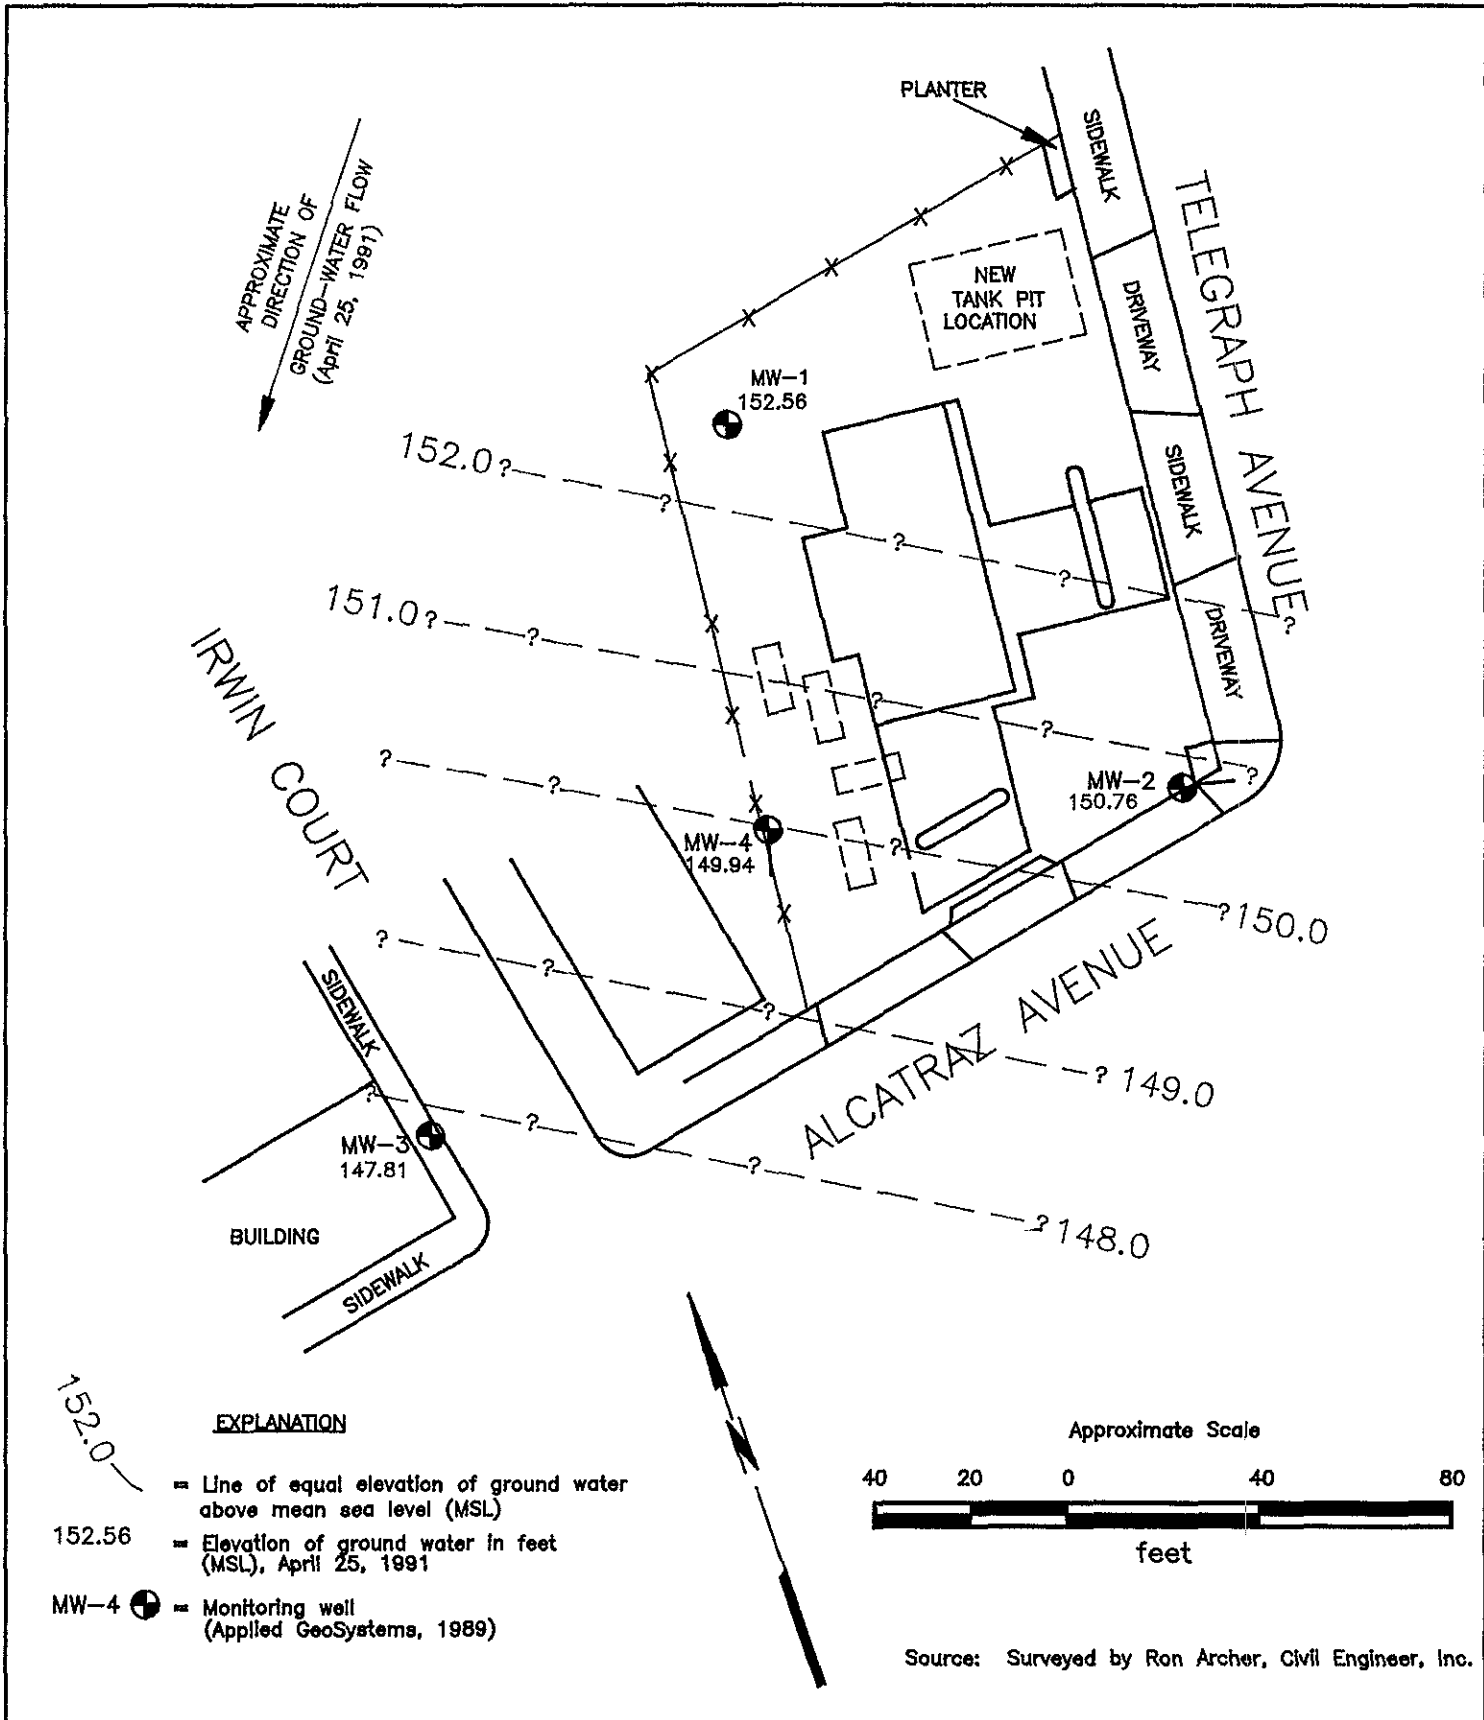 PLANTER
SIDEWALK
TELEGRAPH AVENUE
APPROXIMATE
DIRECTION OF
GROUND-WATER FLOW
(April 25, 1991)
NEW
TANK PIT
LOCATION
DRIVEWAY
MW-1
152.56
152.0 ? ? ? ? ?
SIDEWALK
151.0 ? ? ? ? ?
DRIVEWAY
IRWIN COURT
? ? ? ? 150.0
MW-2
150.76
MW-4
149.94
? ? ? ? 149.0
ALCATRAZ AVENUE
SIDEWALK
? ? ? ? 148.0
MW-3
147.81
BUILDING
SIDEWALK
EXPLANATION
152.0
= Line of equal elevation of ground water
above mean sea level (MSL)
152.56 = Elevation of ground water in feet
(MSL), April 25, 1991
MW-4 = Monitoring well
(Applied GeoSystems, 1989)
Approximate Scale
40 20 0 40 80
feet
Source: Surveyed by Ron Archer, Civil Engineer, Inc.